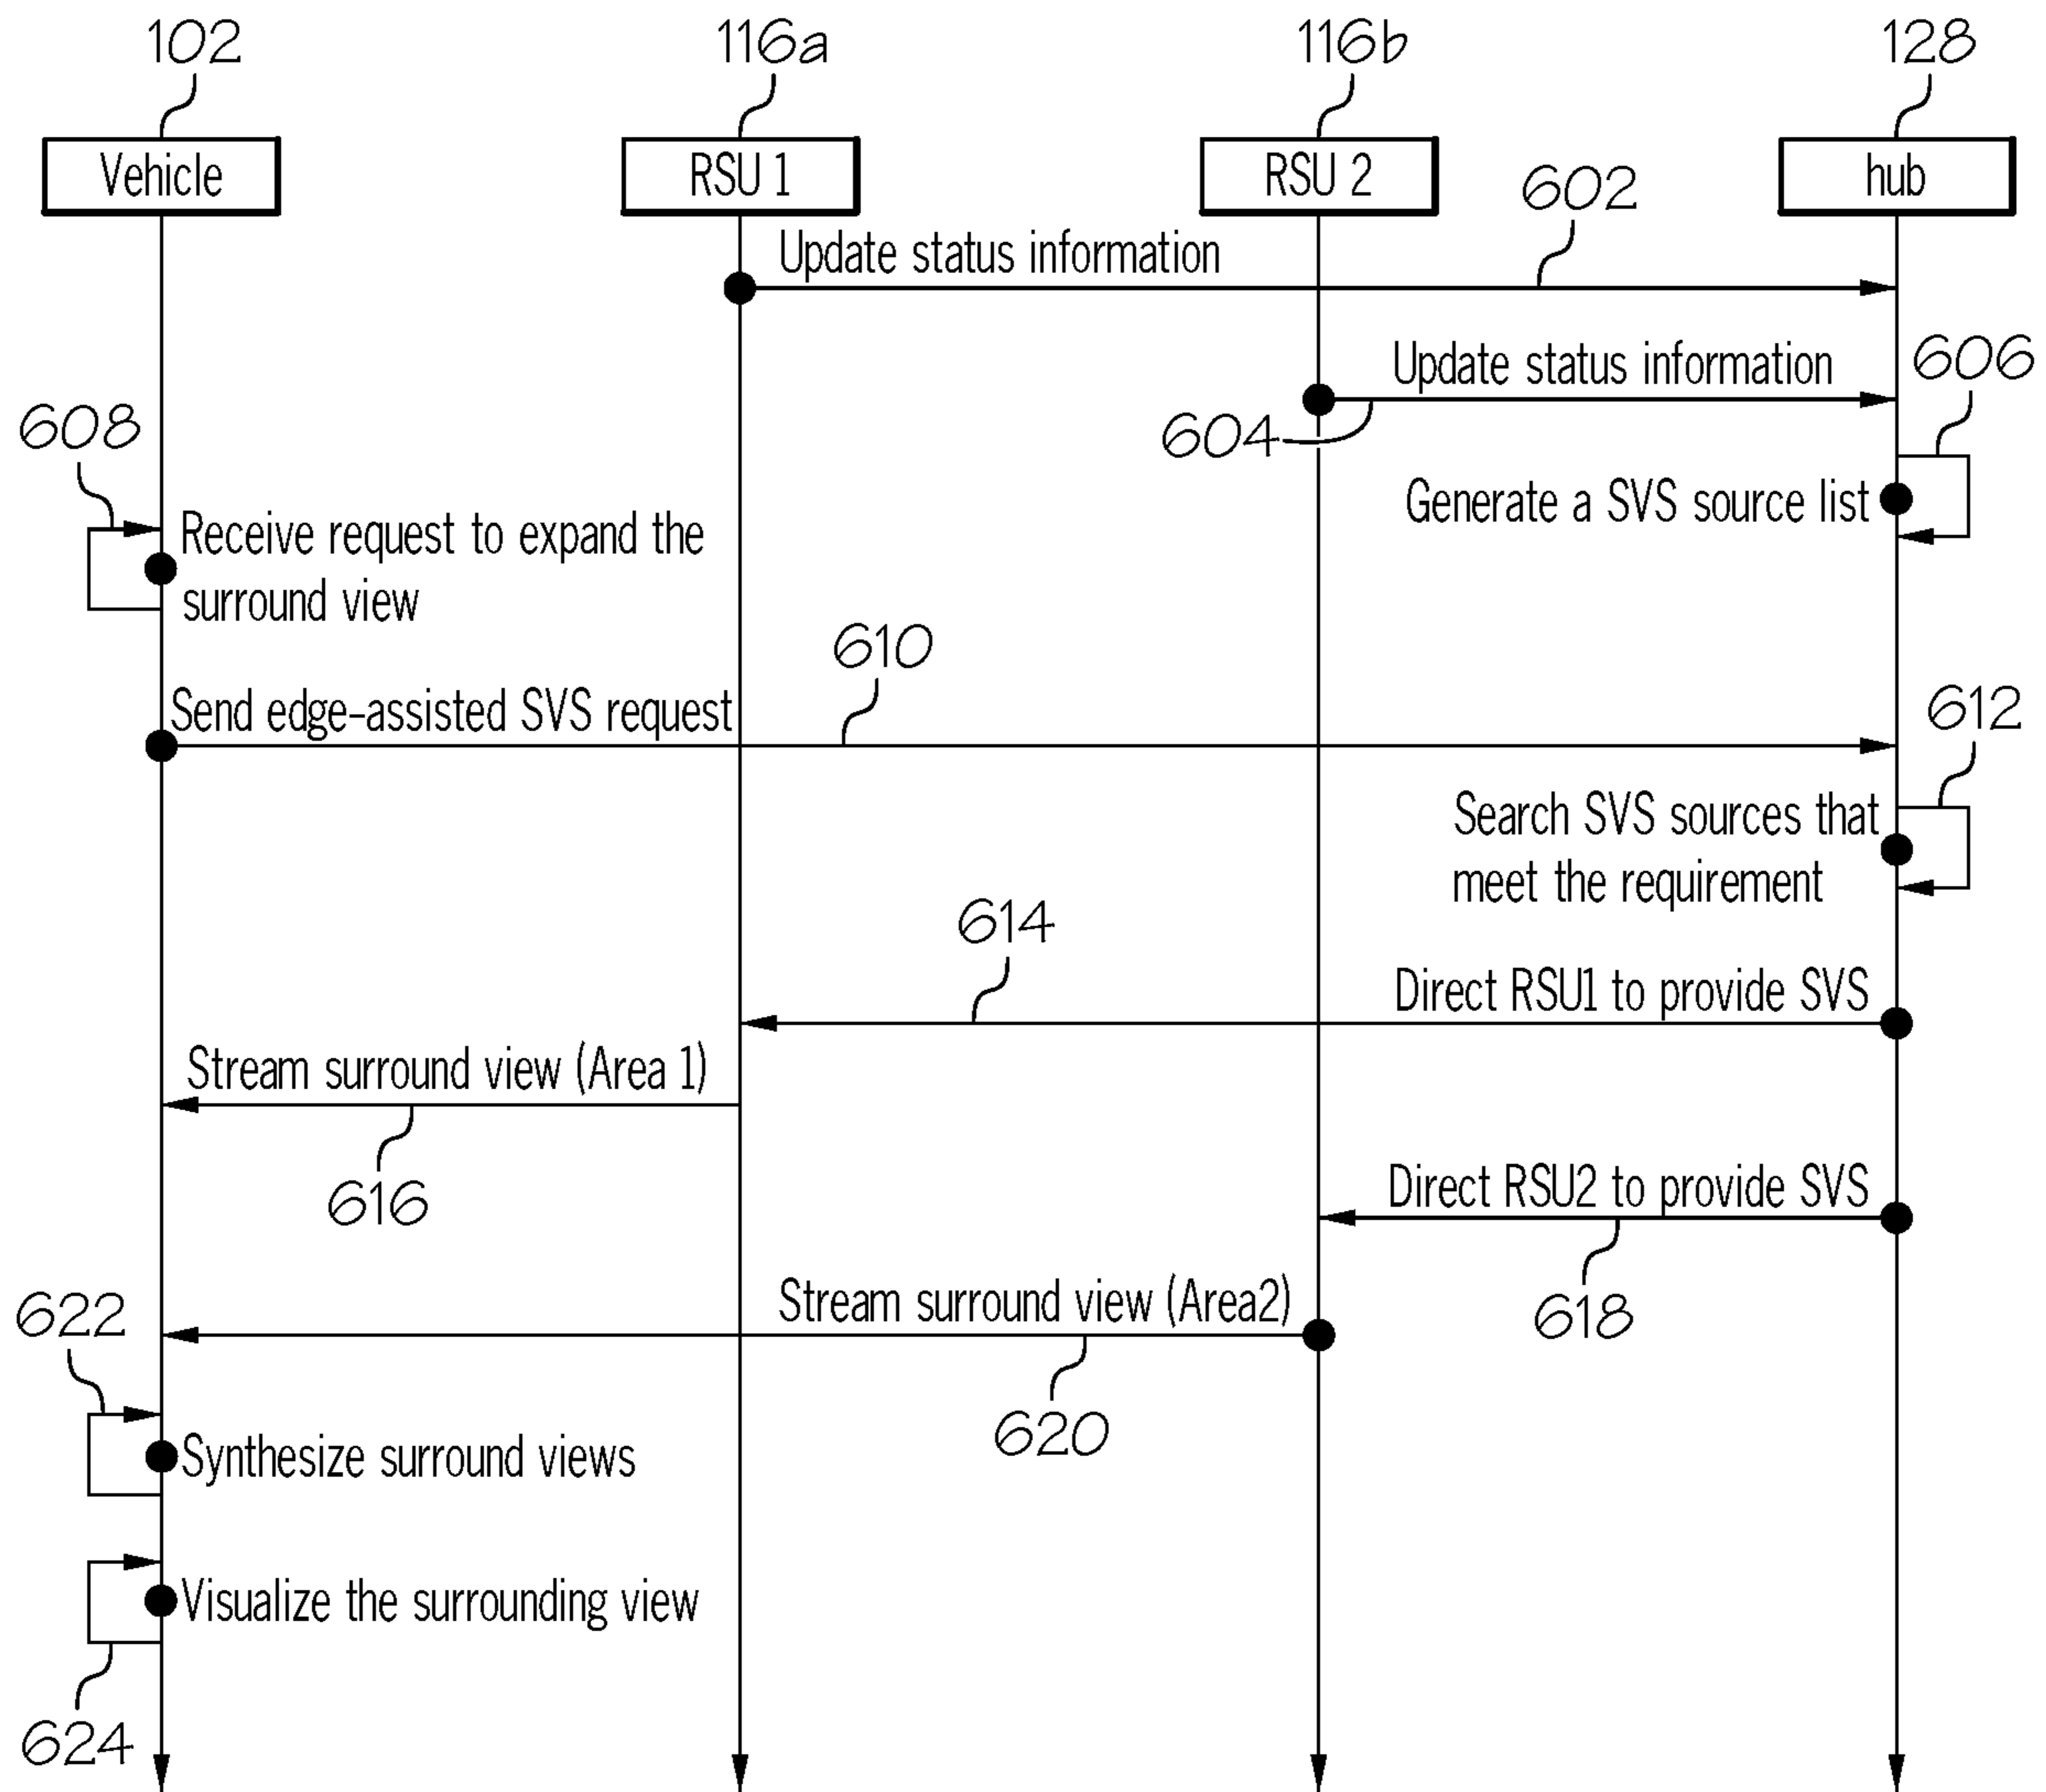 102
116a
116b
128
Vehicle
RSU 1
RSU 2
hub
602
Update status information
606
Update status information
608
604
Generate a SVS source list
Receive request to expand the
surround view
610
Send edge-assisted SVS request
612
Search SVS sources that
meet the requirement
614
Direct RSU1 to provide SVS
Stream surround view (Area 1)
616
Direct RSU2 to provide SVS
622
Stream surround view (Area2)
618
620
Synthesize surround views
Visualize the surrounding view
624